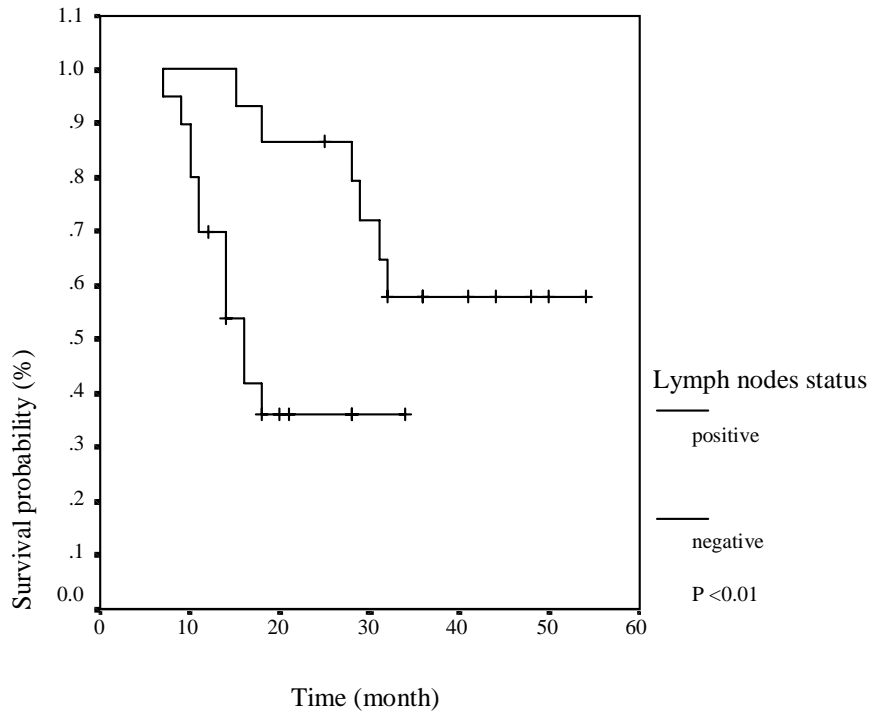 1.1
1.0
.9
.8
.7
.6
.5
.4
.3
.2
.1
0.0
Survival probability (%)
0 10 20 30 40 50 60
Time (month)
Lymph nodes status
positive
negative
P <0.01